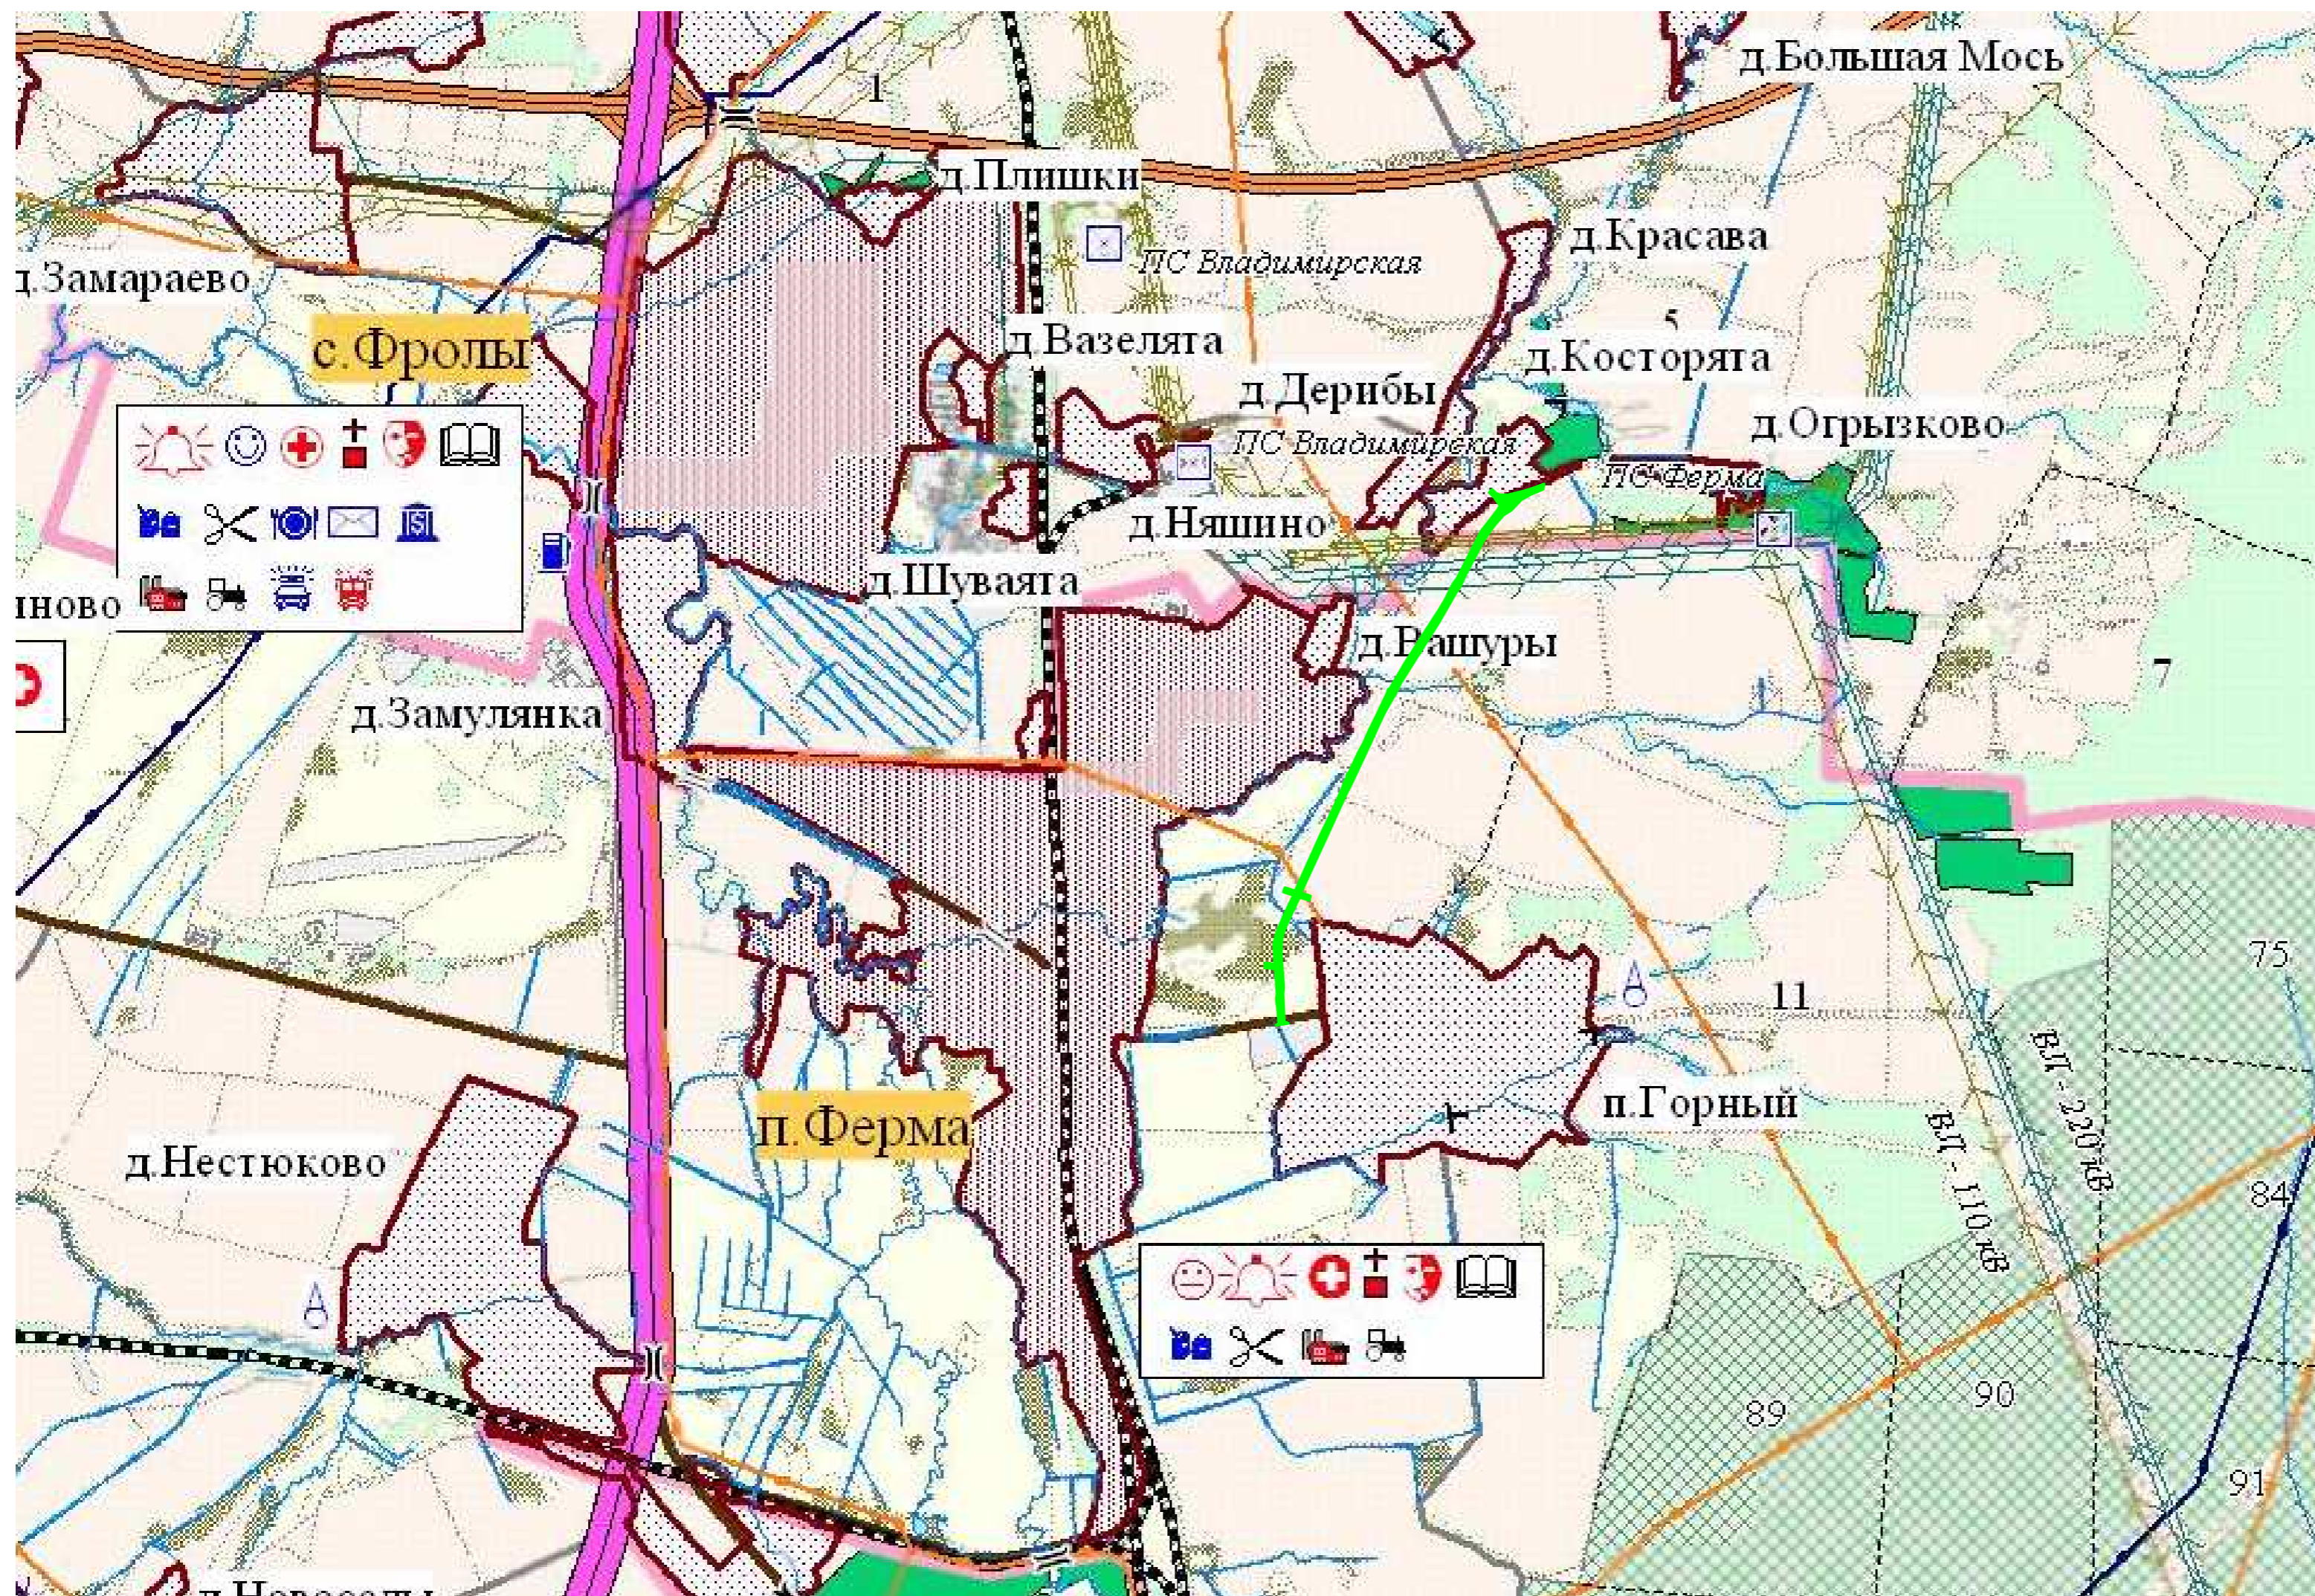 д.Большая Мось
1
д.Плишки
д.Красава
ПС Владимирская
д.Замараево
5
с.Фролы
д.Вазелята
д.Косторята
д.Дерибы
д.Огрызково
ПС Владимирская
ПС Ферма
д.Няшино
д.Шуваята
иново
д.Вашуры
7
д.Замулянка
75
11
ВЛ - 220 кВ
п.Горный
п.Ферма
ВЛ - 110 кВ
д.Нестюково
84
90
89
91